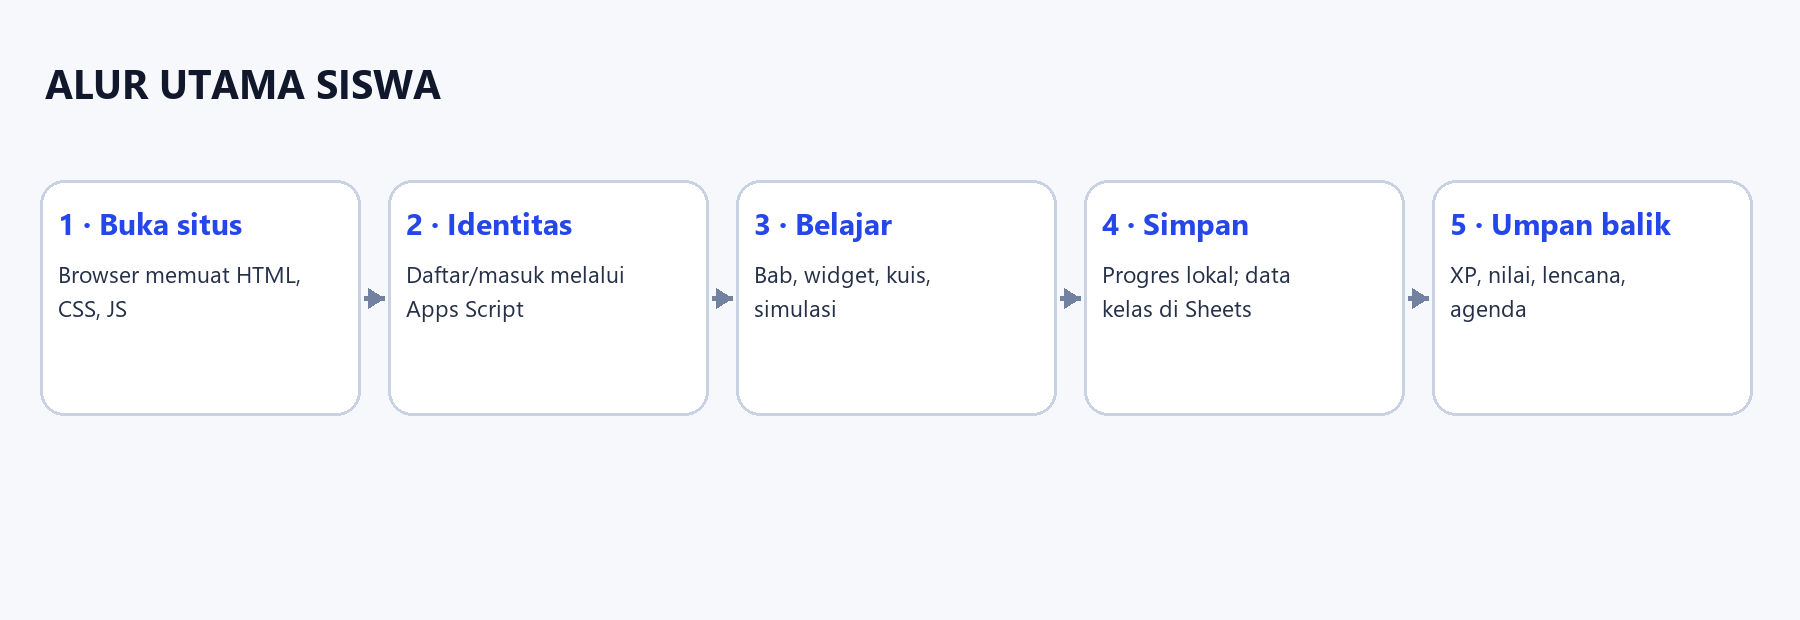 ALUR UTAMA SISWA
1 · Buka situs
Browser memuat HTML,
CSS, JS
2 · Identitas
Daftar/masuk melalui
Apps Script
3 · Belajar
Bab, widget, kuis,
simulasi
4 · Simpan
Progres lokal; data
kelas di Sheets
5 · Umpan balik
XP, nilai, lencana,
agenda